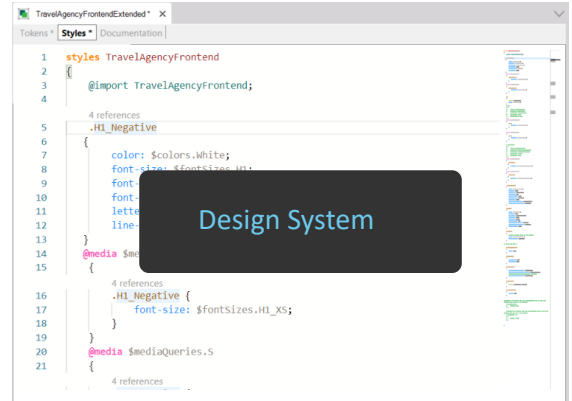 TravelAgencyFrontendExtended *
Tokens * Styles * Documentation
1 styles TravelAgencyFrontend
2 {
3 @import TravelAgencyFrontend;
4
4 references
5 .H1_Negative
6 {
7 color: $colors.White;
8 font-size: $fontSizes.H1;
9 font-
10 font-
11 lette
12 line-
13 }
14 @media $me
15 {
4 references
16 .H1_Negative {
17 font-size: $fontSizes.H1_XS;
18 }
19 }
20 @media $mediaQueries.S
21 {
4 references
Design System